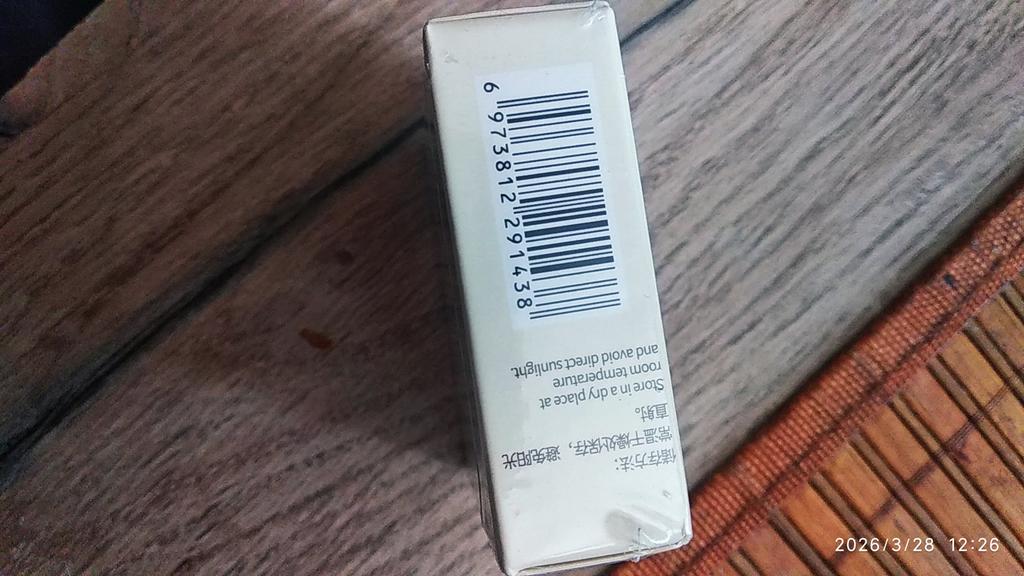 储存方法：
常温干燥处保存，避免阳光
直射。
Store in a dry place at
room temperature
and avoid direct sunlight
6 973812 291438
2026/3/28 12:26